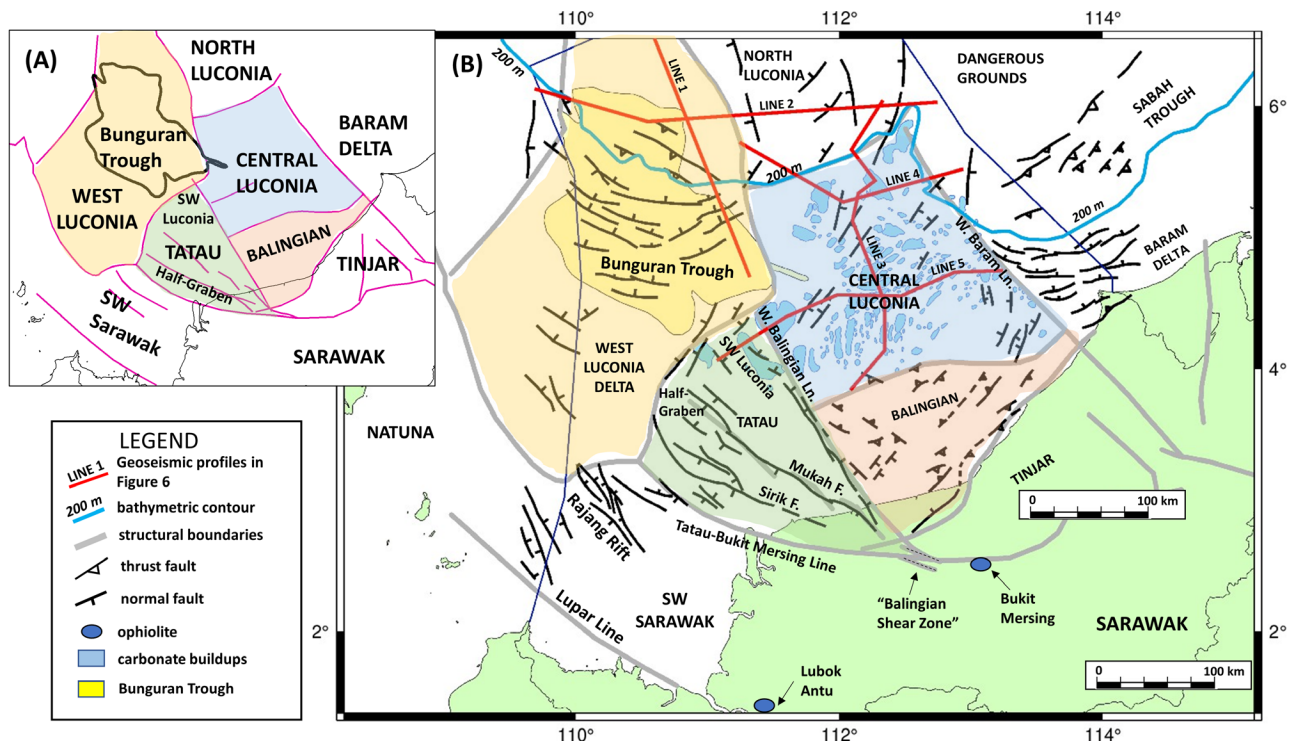 (A)
NORTH
LUCONIA
Bunguran
Trough
BARAM
DELTA
CENTRAL
LUCONIA
WEST
LUCONIA
SW
Luconia
TATAU
BALINGIAN
Half-Graben
TINJAR
SW
Sarawak
SARAWAK
LEGEND
LINE 1
Geoseismic profiles in
Figure 6
200 m
bathymetric contour
structural boundaries
thrust fault
normal fault
ophiolite
carbonate buildups
Bunguran Trough
110°
112°
114°
(B)
200 m
LINE 1
NORTH
LUCONIA
DANGEROUS
GROUNDS
LINE 2
SABAH
TROUGH
6°
200 m
LINE 4
200 m
W. Baram Ln.
BARAM
DELTA
LINE 3
Bunguran Trough
LINE 5
CENTRAL
LUCONIA
W. Balingian Ln.
SW Luconia
WEST
LUCONIA
DELTA
4°
Half-
Graben
TATAU
BALINGIAN
NATUNA
Mukah F.
Sirik F.
TINJAR
0
100 km
Rajang Rift
Tatau-Bukit Mersing Line
Lupar Line
SW
SARAWAK
"Balingian
Shear Zone"
Bukit
Mersing
SARAWAK
2°
2°
Lubok
Antu
0
100 km
110°
112°
114°